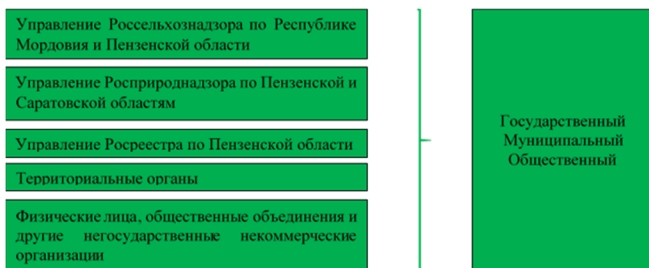 Управление Россельхознадзора по Республике
Мордовия и Пензенской области
Управление Росприроднадзора по Пензенской и
Саратовской областям
Управление Росреестра по Пензенской области
Территориальные органы
Физические лица, общественные объединения и
другие негосударственные некоммерческие
организации
Государственный
Муниципальный
Общественный